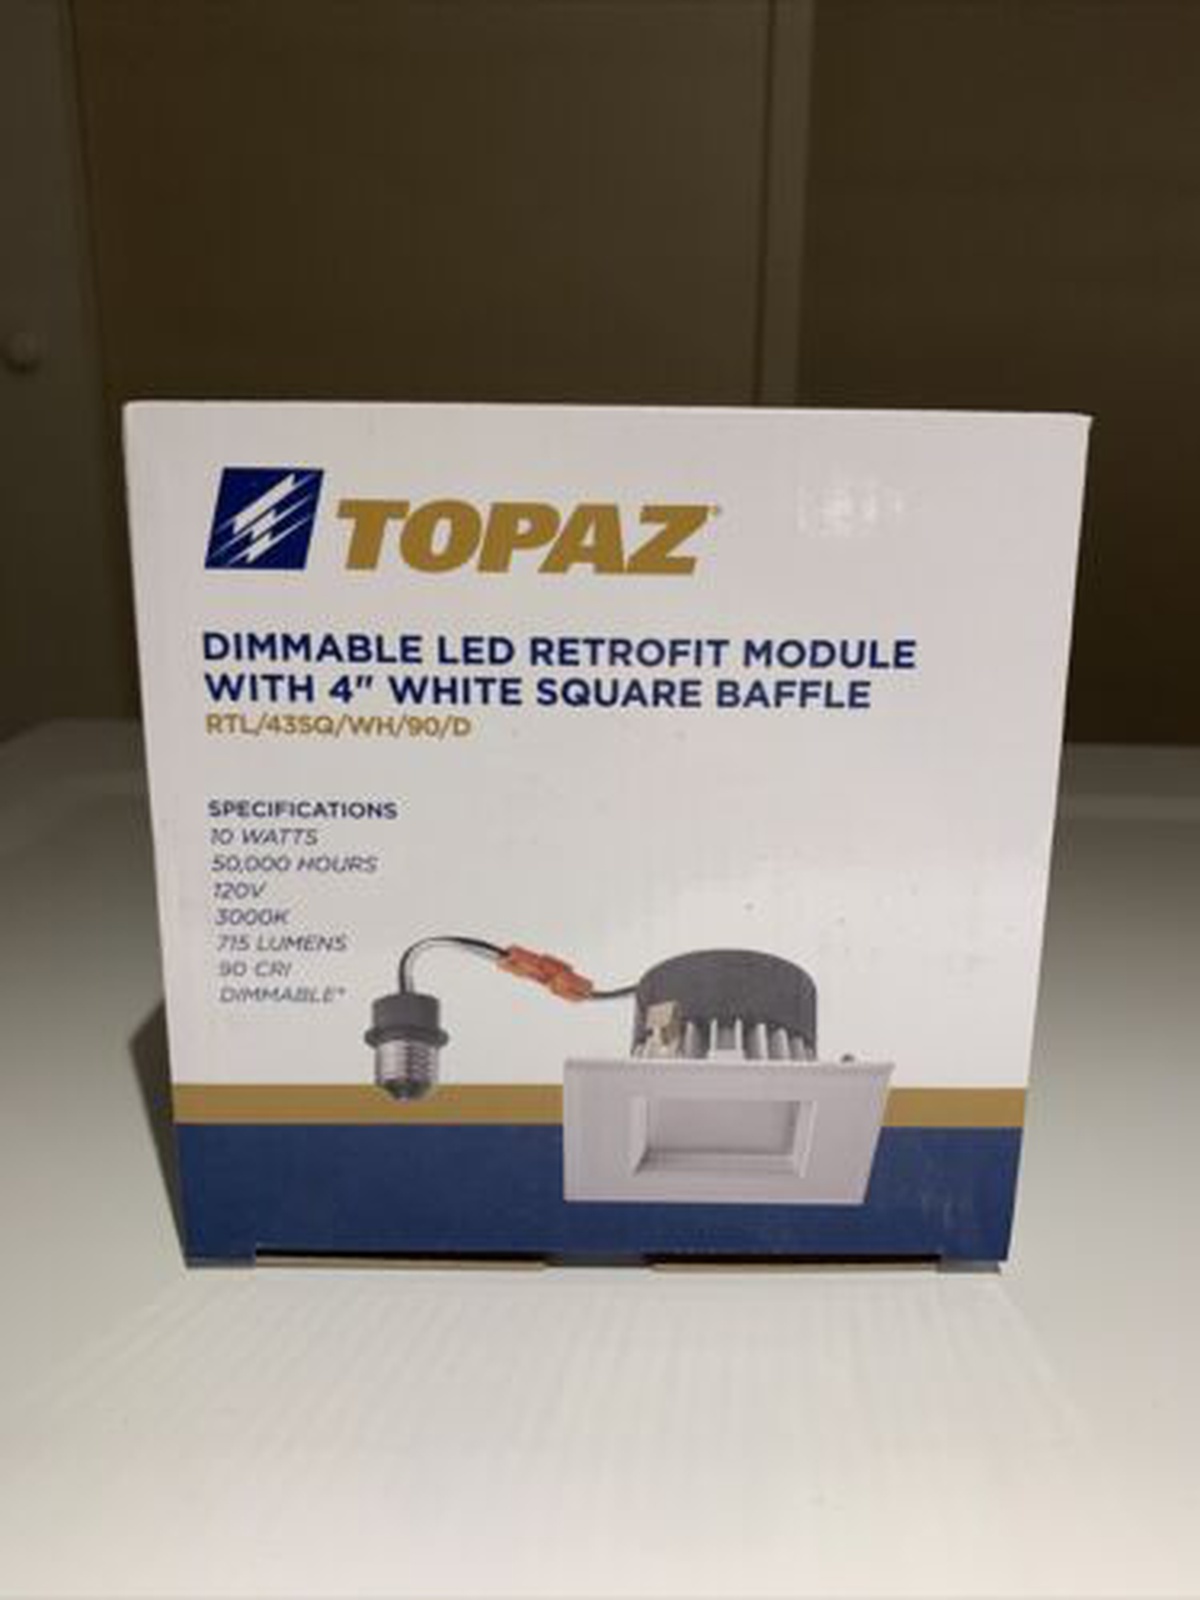 TOPAZ®
DIMMABLE LED RETROFIT MODULE
WITH 4" WHITE SQUARE BAFFLE
RTL/43SQ/WH/90/D
SPECIFICATIONS
10 WATTS
50,000 HOURS
120V
3000K
715 LUMENS
90 CRI
DIMMABLE*